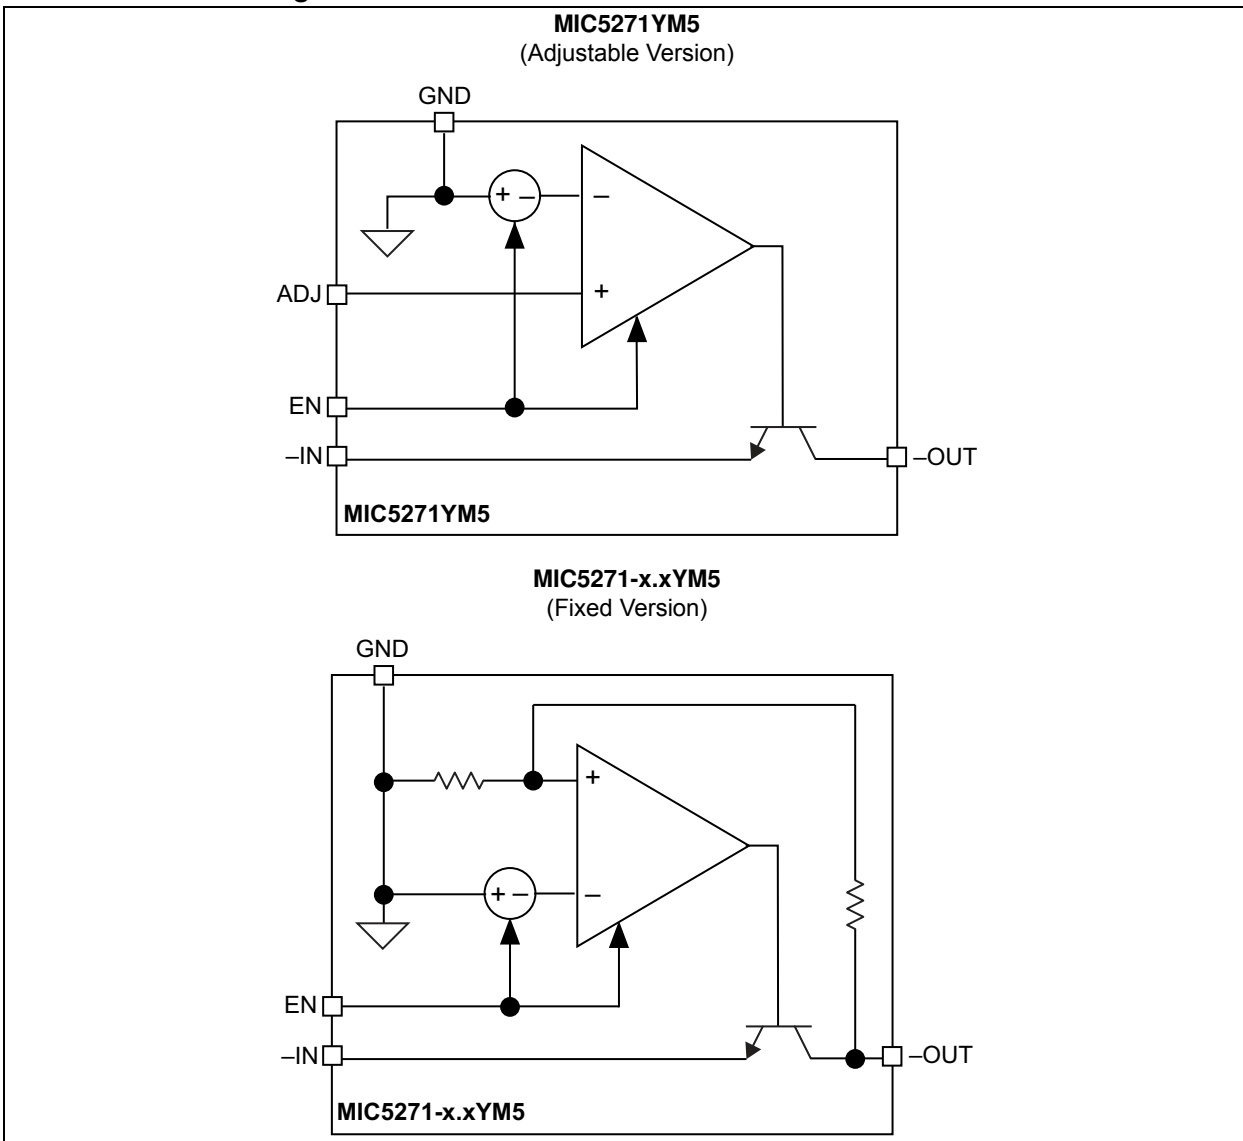 MIC5271YM5
(Adjustable Version)
GND
+ –
–
ADJ
+
EN
–IN
–OUT
MIC5271YM5
MIC5271-x.xYM5
(Fixed Version)
GND
+
+ –
–
EN
–IN
–OUT
MIC5271-x.xYM5